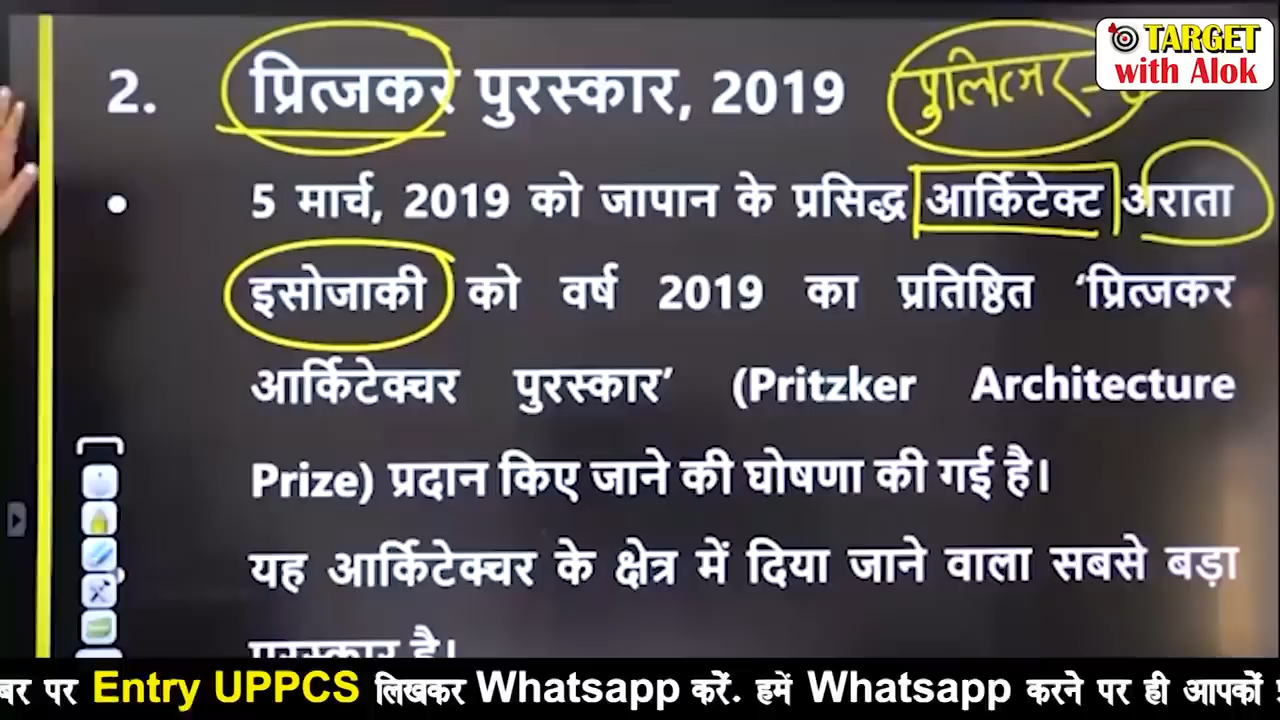 TARGET
with Alok
2. प्रित्जकर पुरस्कार, 2019 पुलित्जर
• 5 मार्च, 2019 को जापान के प्रसिद्ध आर्किटेक्ट अराता
इसोजाकी को वर्ष 2019 का प्रतिष्ठित ‘प्रित्जकर
आर्किटेक्चर पुरस्कार’ (Pritzker Architecture
Prize) प्रदान किए जाने की घोषणा की गई है।
यह आर्किटेक्चर के क्षेत्र में दिया जाने वाला सबसे बड़ा
पुरस्कार है।
पर Entry UPPCS लिखकर Whatsapp करें. हमें Whatsapp करने पर ही आपकों